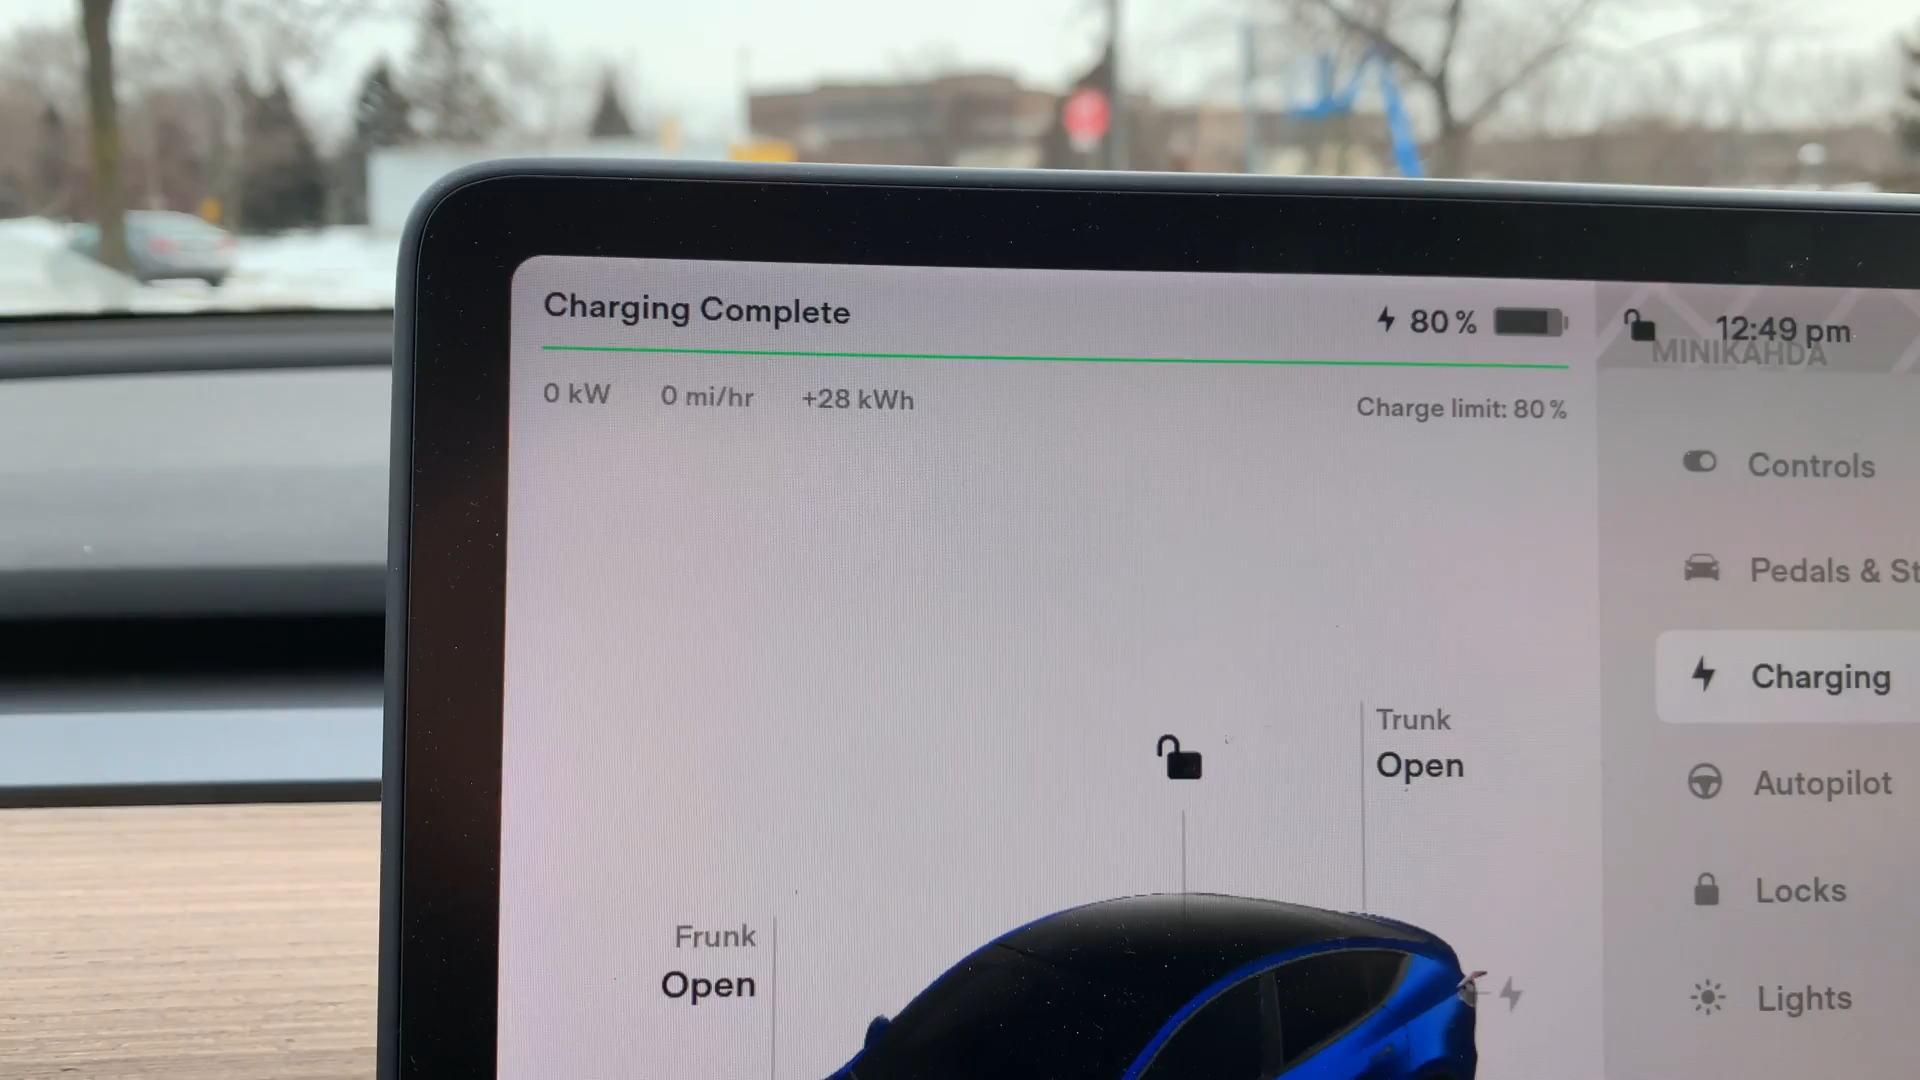 Charging Complete
80 %
12:49 pm
MINIKAHDA
0 kW
0 mi/hr
+28 kWh
Charge limit: 80 %
Controls
Pedals & St
Charging
Trunk
Open
Autopilot
Locks
Frunk
Open
Lights